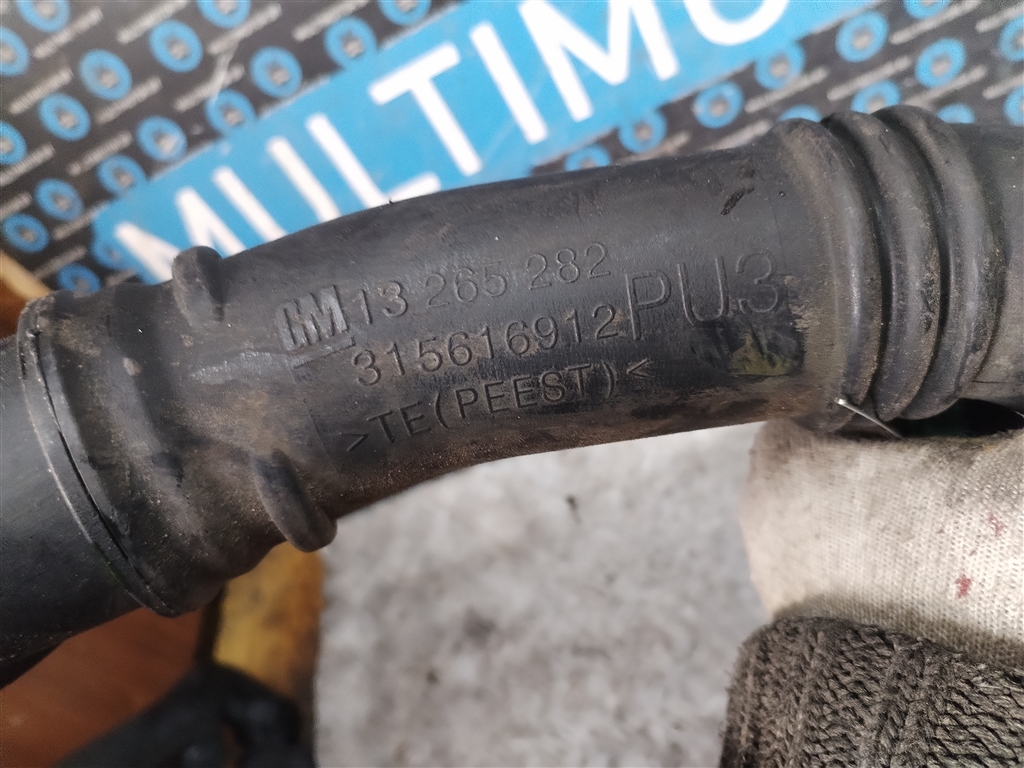 MULTIMO
GM 13 265 282
315616912 PU3
>TE(PEEST)<